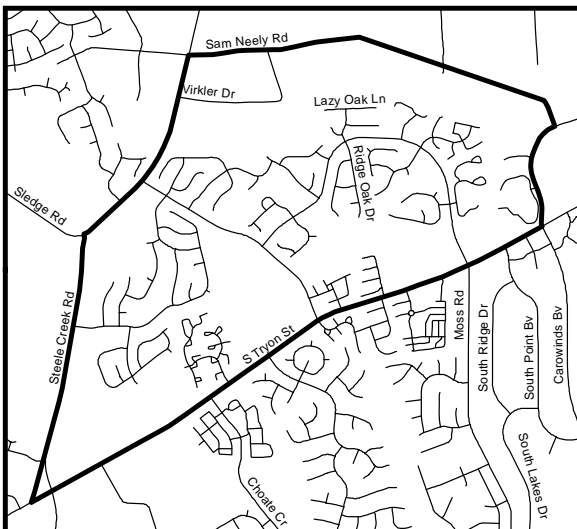 Sam Neely Rd
Virkler Dr
Lazy Oak Ln
Ridge Oak Dr
Sledge Rd
Steele Creek Rd
S Tryon St
Moss Rd
South Ridge Dr
South Point Bv
Carowinds Bv
South Lakes Dr
Choate Cr